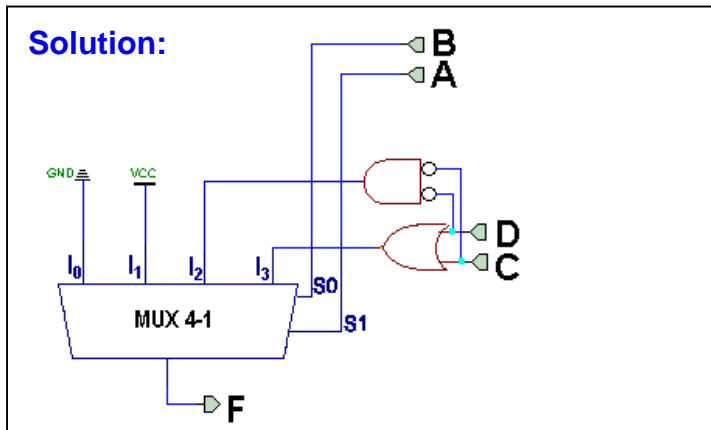 Solution:
B
A
GND VCC
D
C
I0 I1 I2 I3
S0
MUX 4-1
S1
F